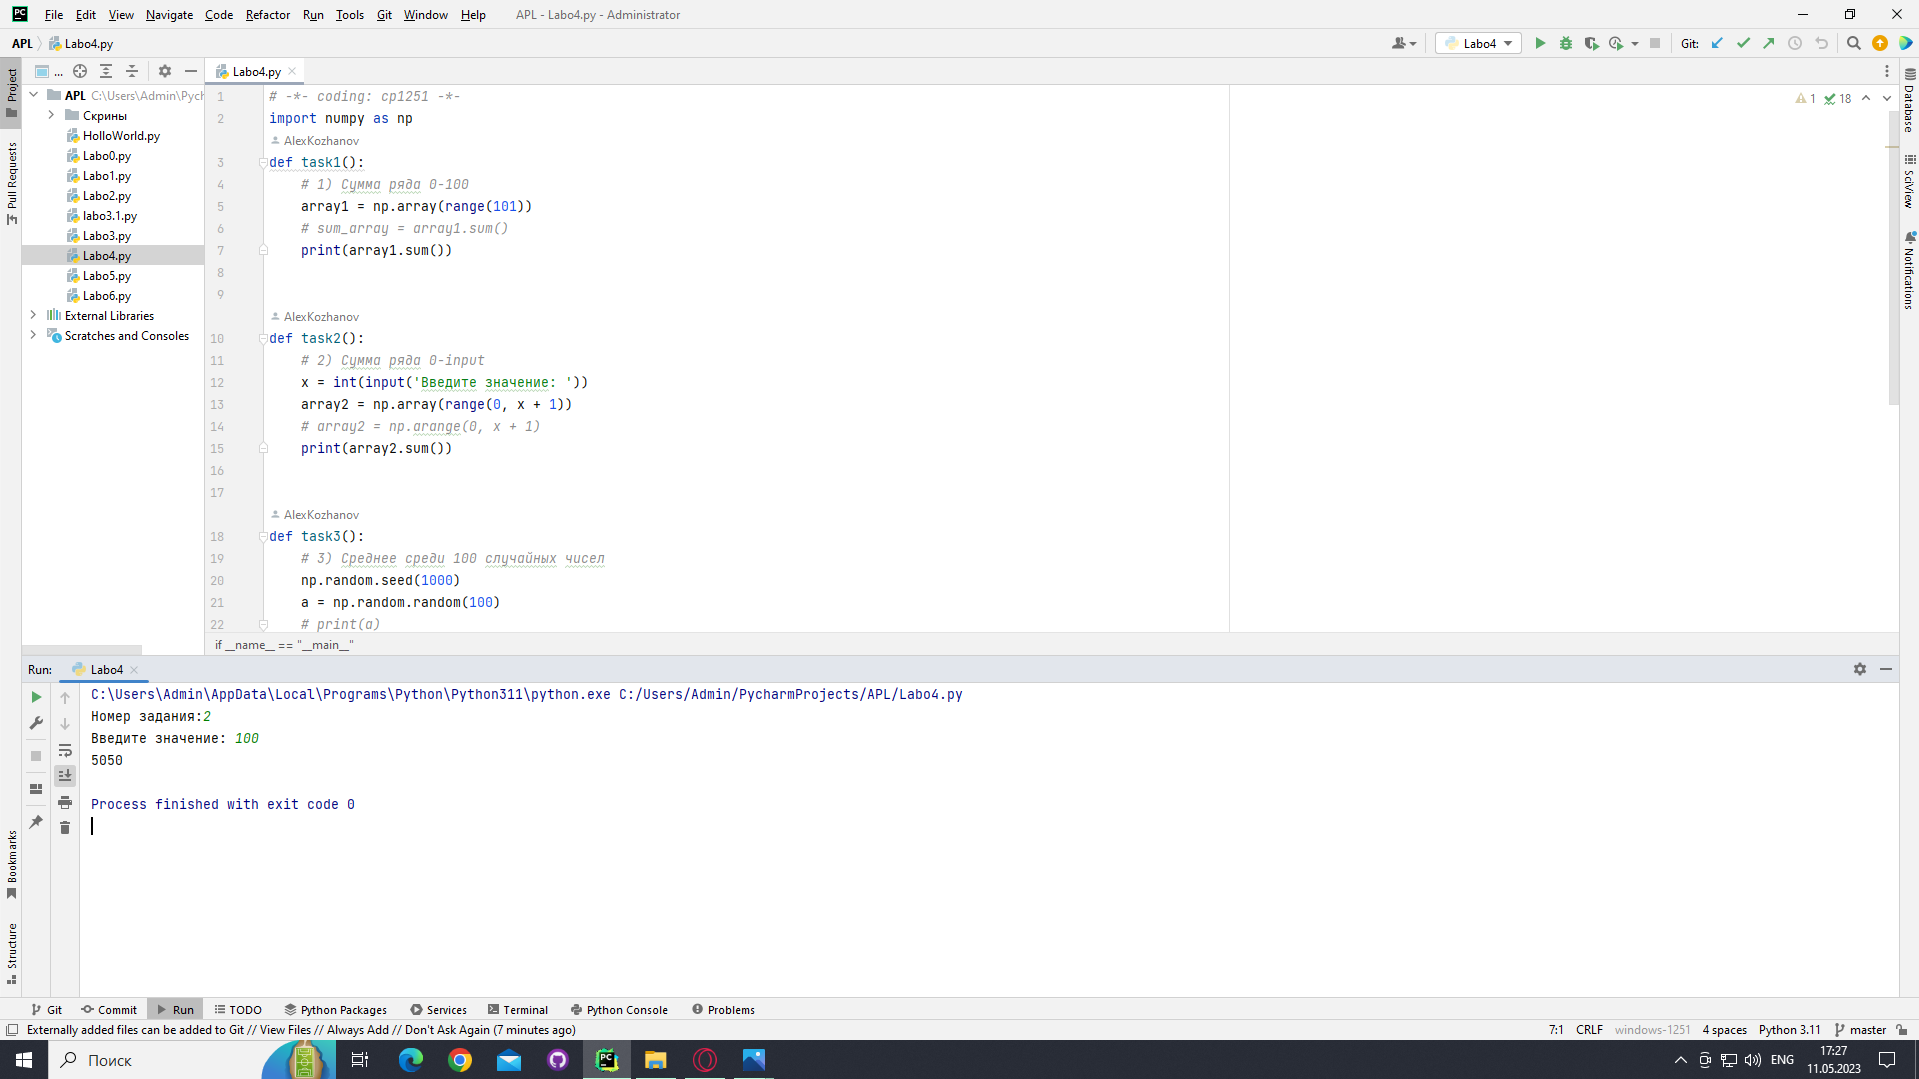 File Edit View Navigate Code Refactor Run Tools Git Window Help APL - Labo4.py - Administrator
APL Labo4.py Labo4 Git:
Project
Pull Requests
Bookmarks
Structure
... Labo4.py
APL C:\Users\Admin\Pych
Скрины
HolloWorld.py
Labo0.py
Labo1.py
Labo2.py
labo3.1.py
Labo3.py
Labo4.py
Labo5.py
Labo6.py
External Libraries
Scratches and Consoles
1 # -*- coding: cp1251 -*-
2 import numpy as np
AlexKozhanov
3 def task1():
4 # 1) Сумма ряда 0-100
5 array1 = np.array(range(101))
6 # sum_array = array1.sum()
7 print(array1.sum())
8
9
AlexKozhanov
10 def task2():
11 # 2) Сумма ряда 0-input
12 x = int(input('Введите значение: '))
13 array2 = np.array(range(0, x + 1))
14 # array2 = np.arange(0, x + 1)
15 print(array2.sum())
16
17
AlexKozhanov
18 def task3():
19 # 3) Среднее среди 100 случайных чисел
20 np.random.seed(1000)
21 a = np.random.random(100)
22 # print(a)
if __name__ == "__main__"
1 18
Database
SciView
Notifications
Run: Labo4
C:\Users\Admin\AppData\Local\Programs\Python\Python311\python.exe C:/Users/Admin/PycharmProjects/APL/Labo4.py
Номер задания:2
Введите значение: 100
5050
Process finished with exit code 0
Git Commit Run TODO Python Packages Services Terminal Python Console Problems
Externally added files can be added to Git // View Files // Always Add // Don't Ask Again (7 minutes ago) 7:1 CRLF windows-1251 4 spaces Python 3.11 master
Поиск ENG 17:27
11.05.2023